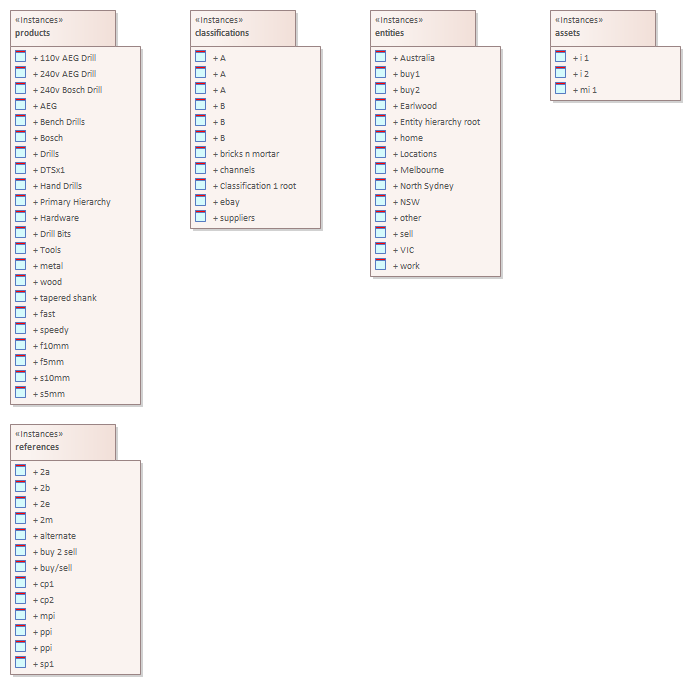 «Instances»
products
+ 110v AEG Drill
+ 240v AEG Drill
+ 240v Bosch Drill
+ AEG
+ Bench Drills
+ Bosch
+ Drills
+ DTSx1
+ Hand Drills
+ Primary Hierarchy
+ Hardware
+ Drill Bits
+ Tools
+ metal
+ wood
+ tapered shank
+ fast
+ speedy
+ f10mm
+ f5mm
+ s10mm
+ s5mm
«Instances»
classifications
+ A
+ A
+ A
+ B
+ B
+ B
+ bricks n mortar
+ channels
+ Classification 1 root
+ ebay
+ suppliers
«Instances»
entities
+ Australia
+ buy1
+ buy2
+ Earlwood
+ Entity hierarchy root
+ home
+ Locations
+ Melbourne
+ North Sydney
+ NSW
+ other
+ sell
+ VIC
+ work
«Instances»
assets
+ i 1
+ i 2
+ mi 1
«Instances»
references
+ 2a
+ 2b
+ 2e
+ 2m
+ alternate
+ buy 2 sell
+ buy/sell
+ cp1
+ cp2
+ mpi
+ ppi
+ ppi
+ sp1